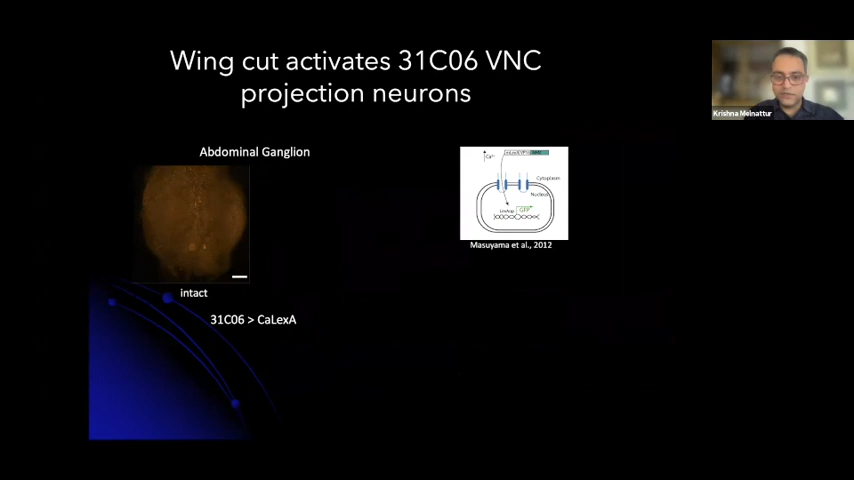 Wing cut activates 31C06 VNC
projection neurons
Krishna Melnattur
Abdominal Ganglion
Ca²⁺
Cytoplasm
Nucleus
LexAop
GFP
Masuyama et al., 2012
intact
31C06 > CaLexA